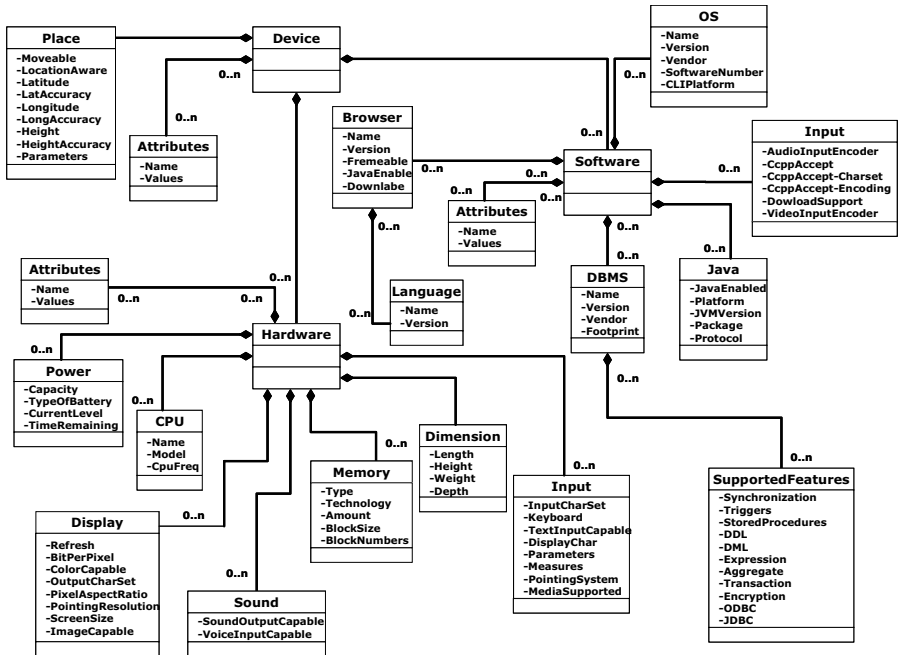 Place
-Moveable
-LocationAware
-Latitude
-LatAccuracy
-Longitude
-LongAccuracy
-Height
-HeightAccuracy
-Parameters
Device
0..n
0..n
Attributes
-Name
-Values
OS
-Name
-Version
-Vendor
-SoftwareNumber
-CLIPlatform
0..n
Browser
-Name
-Version
-Fremeable
-JavaEnable
-Downlabe
0..n
0..n
0..n
Software
0..n
0..n
0..n
Attributes
-Name
-Values
Input
-AudioInputEncoder
-CcppAccept
-CcppAccept-Charset
-CcppAccept-Encoding
-DowloadSupport
-VideoInputEncoder
0..n
0..n
0..n
DBMS
-Name
-Version
-Vendor
-Footprint
0..n
Java
-JavaEnabled
-Platform
-JVMVersion
-Package
-Protocol
Language
-Name
-Version
0..n
Attributes
-Name
-Values
0..n
0..n
0..n
Hardware
0..n
Power
-Capacity
-TypeOfBattery
-CurrentLevel
-TimeRemaining
0..n
CPU
-Name
-Model
-CpuFreq
0..n
Memory
-Type
-Technology
-Amount
-BlockSize
-BlockNumbers
Dimension
-Length
-Height
-Weight
-Depth
0..n
Input
-InputCharSet
-Keyboard
-TextInputCapable
-DisplayChar
-Parameters
-Measures
-PointingSystem
-MediaSupported
0..n
SupportedFeatures
-Synchronization
-Triggers
-StoredProcedures
-DDL
-DML
-Expression
-Aggregate
-Transaction
-Encryption
-ODBC
-JDBC
0..n
Display
-Refresh
-BitPerPixel
-ColorCapable
-OutputCharSet
-PixelAspectRatio
-PointingResolution
-ScreenSize
-ImageCapable
0..n
Sound
-SoundOutputCapable
-VoiceInputCapable